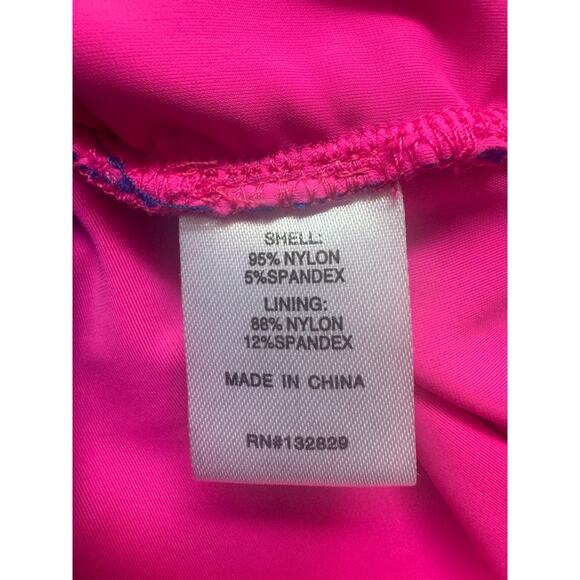 SHELL:
95% NYLON
5%SPANDEX
LINING:
88% NYLON
12%SPANDEX
MADE IN CHINA
RN#132829